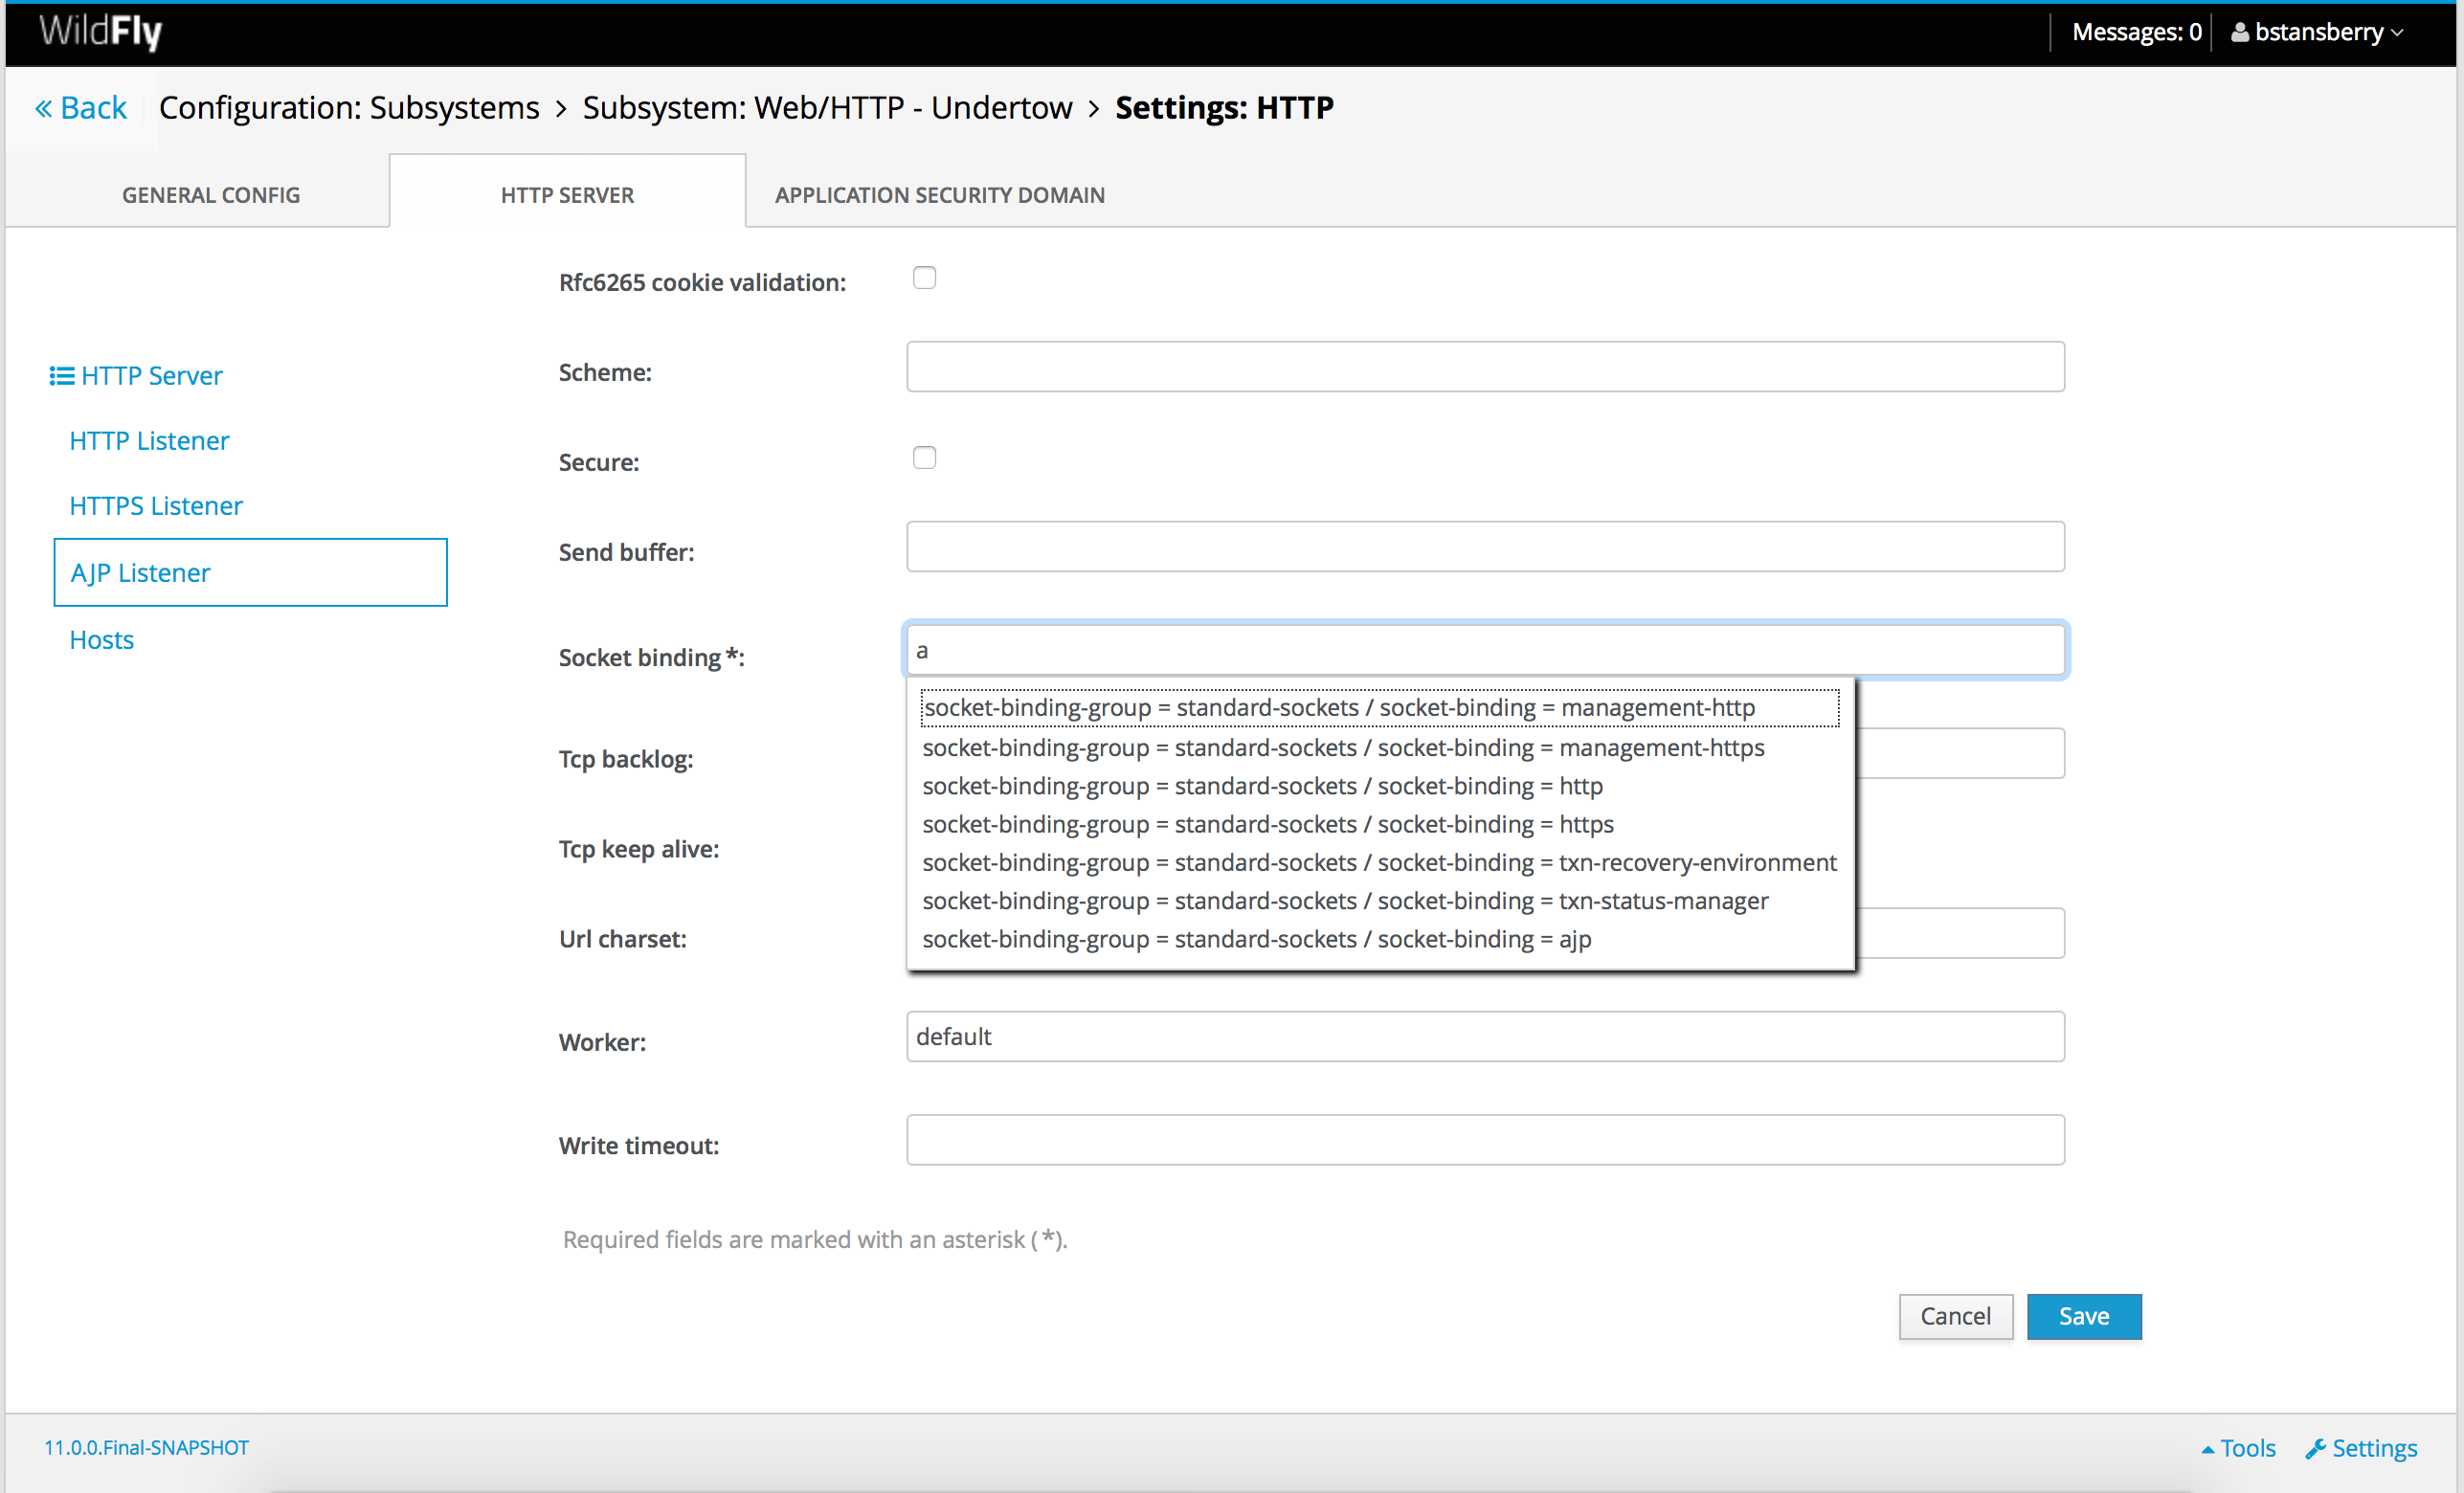 WildFly
Messages: 0
bstansberry
« Back
Configuration: Subsystems > Subsystem: Web/HTTP - Undertow > Settings: HTTP
GENERAL CONFIG
HTTP SERVER
APPLICATION SECURITY DOMAIN
HTTP Server
HTTP Listener
HTTPS Listener
AJP Listener
Hosts
Rfc6265 cookie validation:
Scheme:
Secure:
Send buffer:
Socket binding *:
a
socket-binding-group = standard-sockets / socket-binding = management-http
socket-binding-group = standard-sockets / socket-binding = management-https
socket-binding-group = standard-sockets / socket-binding = http
socket-binding-group = standard-sockets / socket-binding = https
socket-binding-group = standard-sockets / socket-binding = txn-recovery-environment
socket-binding-group = standard-sockets / socket-binding = txn-status-manager
socket-binding-group = standard-sockets / socket-binding = ajp
Tcp backlog:
Tcp keep alive:
Url charset:
Worker:
default
Write timeout:
Required fields are marked with an asterisk (*).
Cancel
Save
11.0.0.Final-SNAPSHOT
Tools
Settings